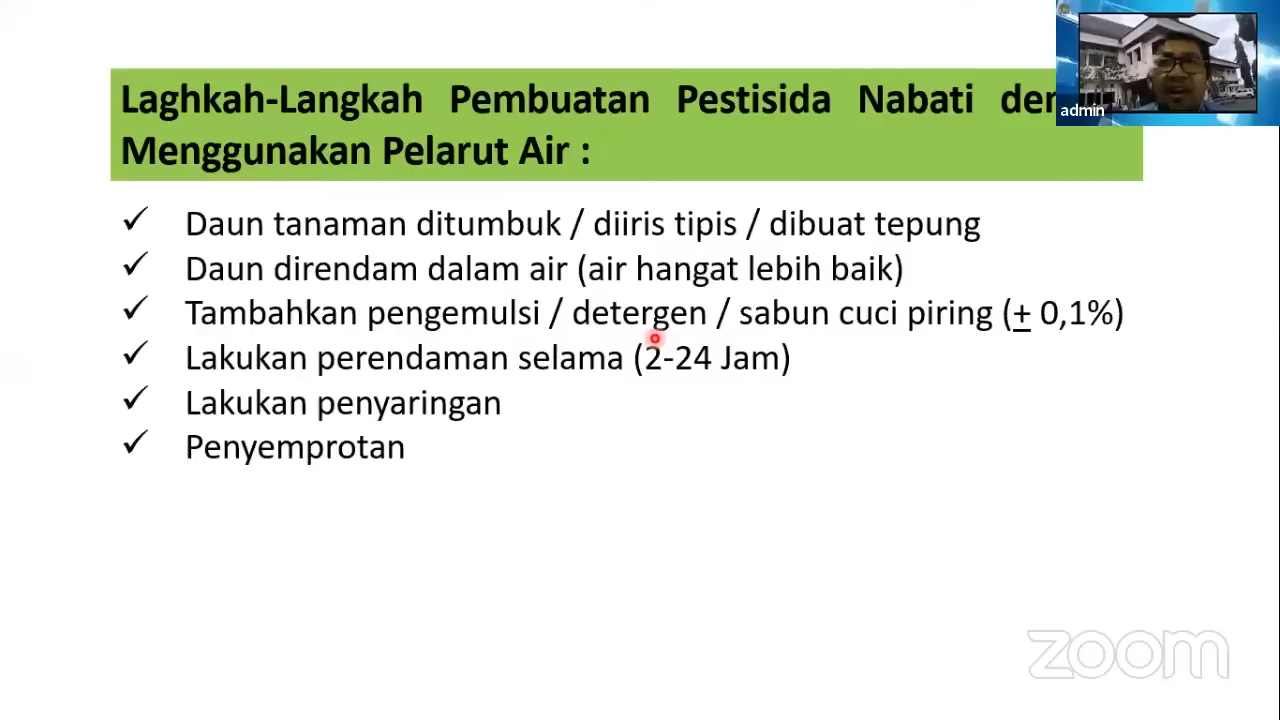 Laghkah-Langkah Pembuatan Pestisida Nabati
Menggunakan Pelarut Air :
admin
✓ Daun tanaman ditumbuk / diiris tipis / dibuat tepung
✓ Daun direndam dalam air (air hangat lebih baik)
✓ Tambahkan pengemulsi / detergen / sabun cuci piring (± 0,1%)
✓ Lakukan perendaman selama (2-24 Jam)
✓ Lakukan penyaringan
✓ Penyemprotan
zoom